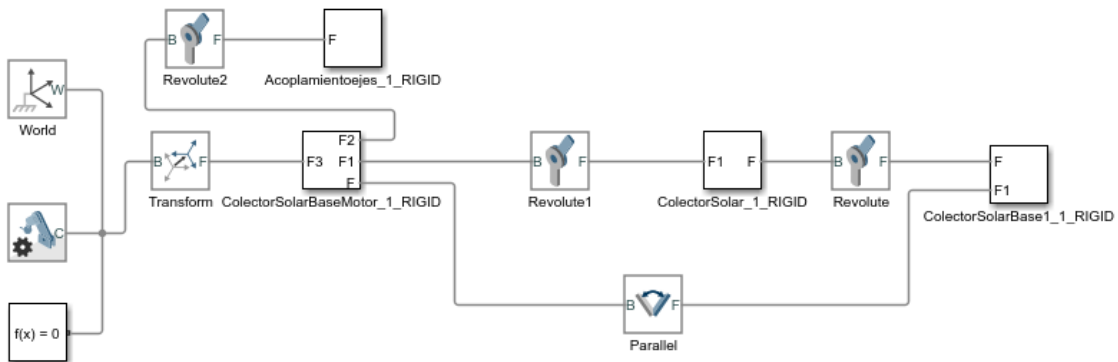 B
F
Revolute2
F
Acoplamientoejes_1_RIGID
W
World
B
F
Transform
F3
F2
F1
F
ColectorSolarBaseMotor_1_RIGID
B
F
Revolute1
F1
F
ColectorSolar_1_RIGID
B
F
Revolute
F
F1
ColectorSolarBase1_1_RIGID
C
B
F
Parallel
f(x) = 0